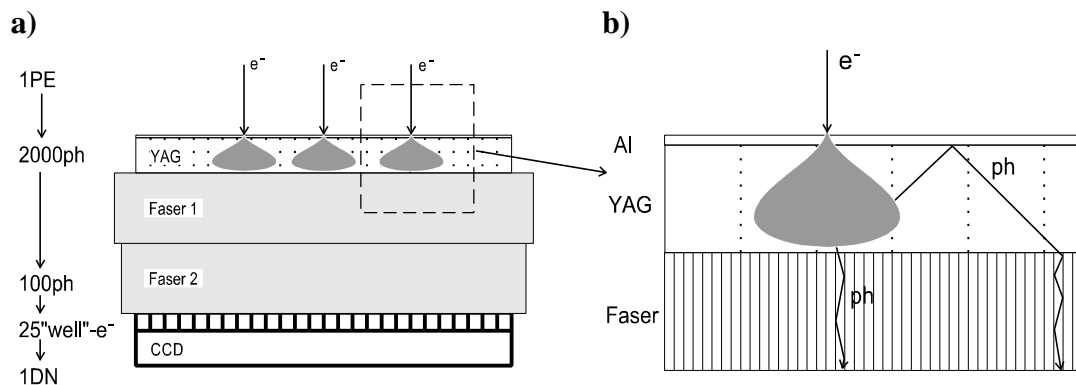 a)
1PE
2000ph
100ph
25"well"-e⁻
1DN
e⁻
e⁻
e⁻
YAG
Faser 1
Faser 2
CCD
b)
e⁻
Al
YAG
Faser
ph
ph